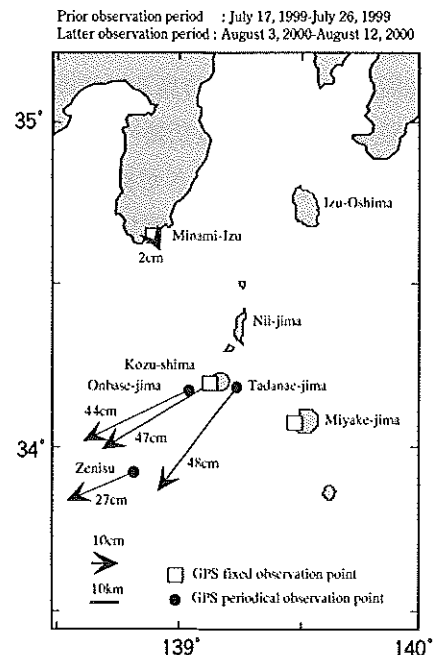 Prior observation period : July 17, 1999-July 26, 1999
Latter observation period : August 3, 2000-August 12, 2000
35°
Izu-Oshima
Minami-Izu
2cm
Nii-jima
Kozu-shima
Onbase-jima
Tadanae-jima
44cm
47cm
Miyake-jima
34°
Zenisu
48cm
27cm
10cm
GPS fixed observation point
10km
GPS periodical observation point
139°
140°